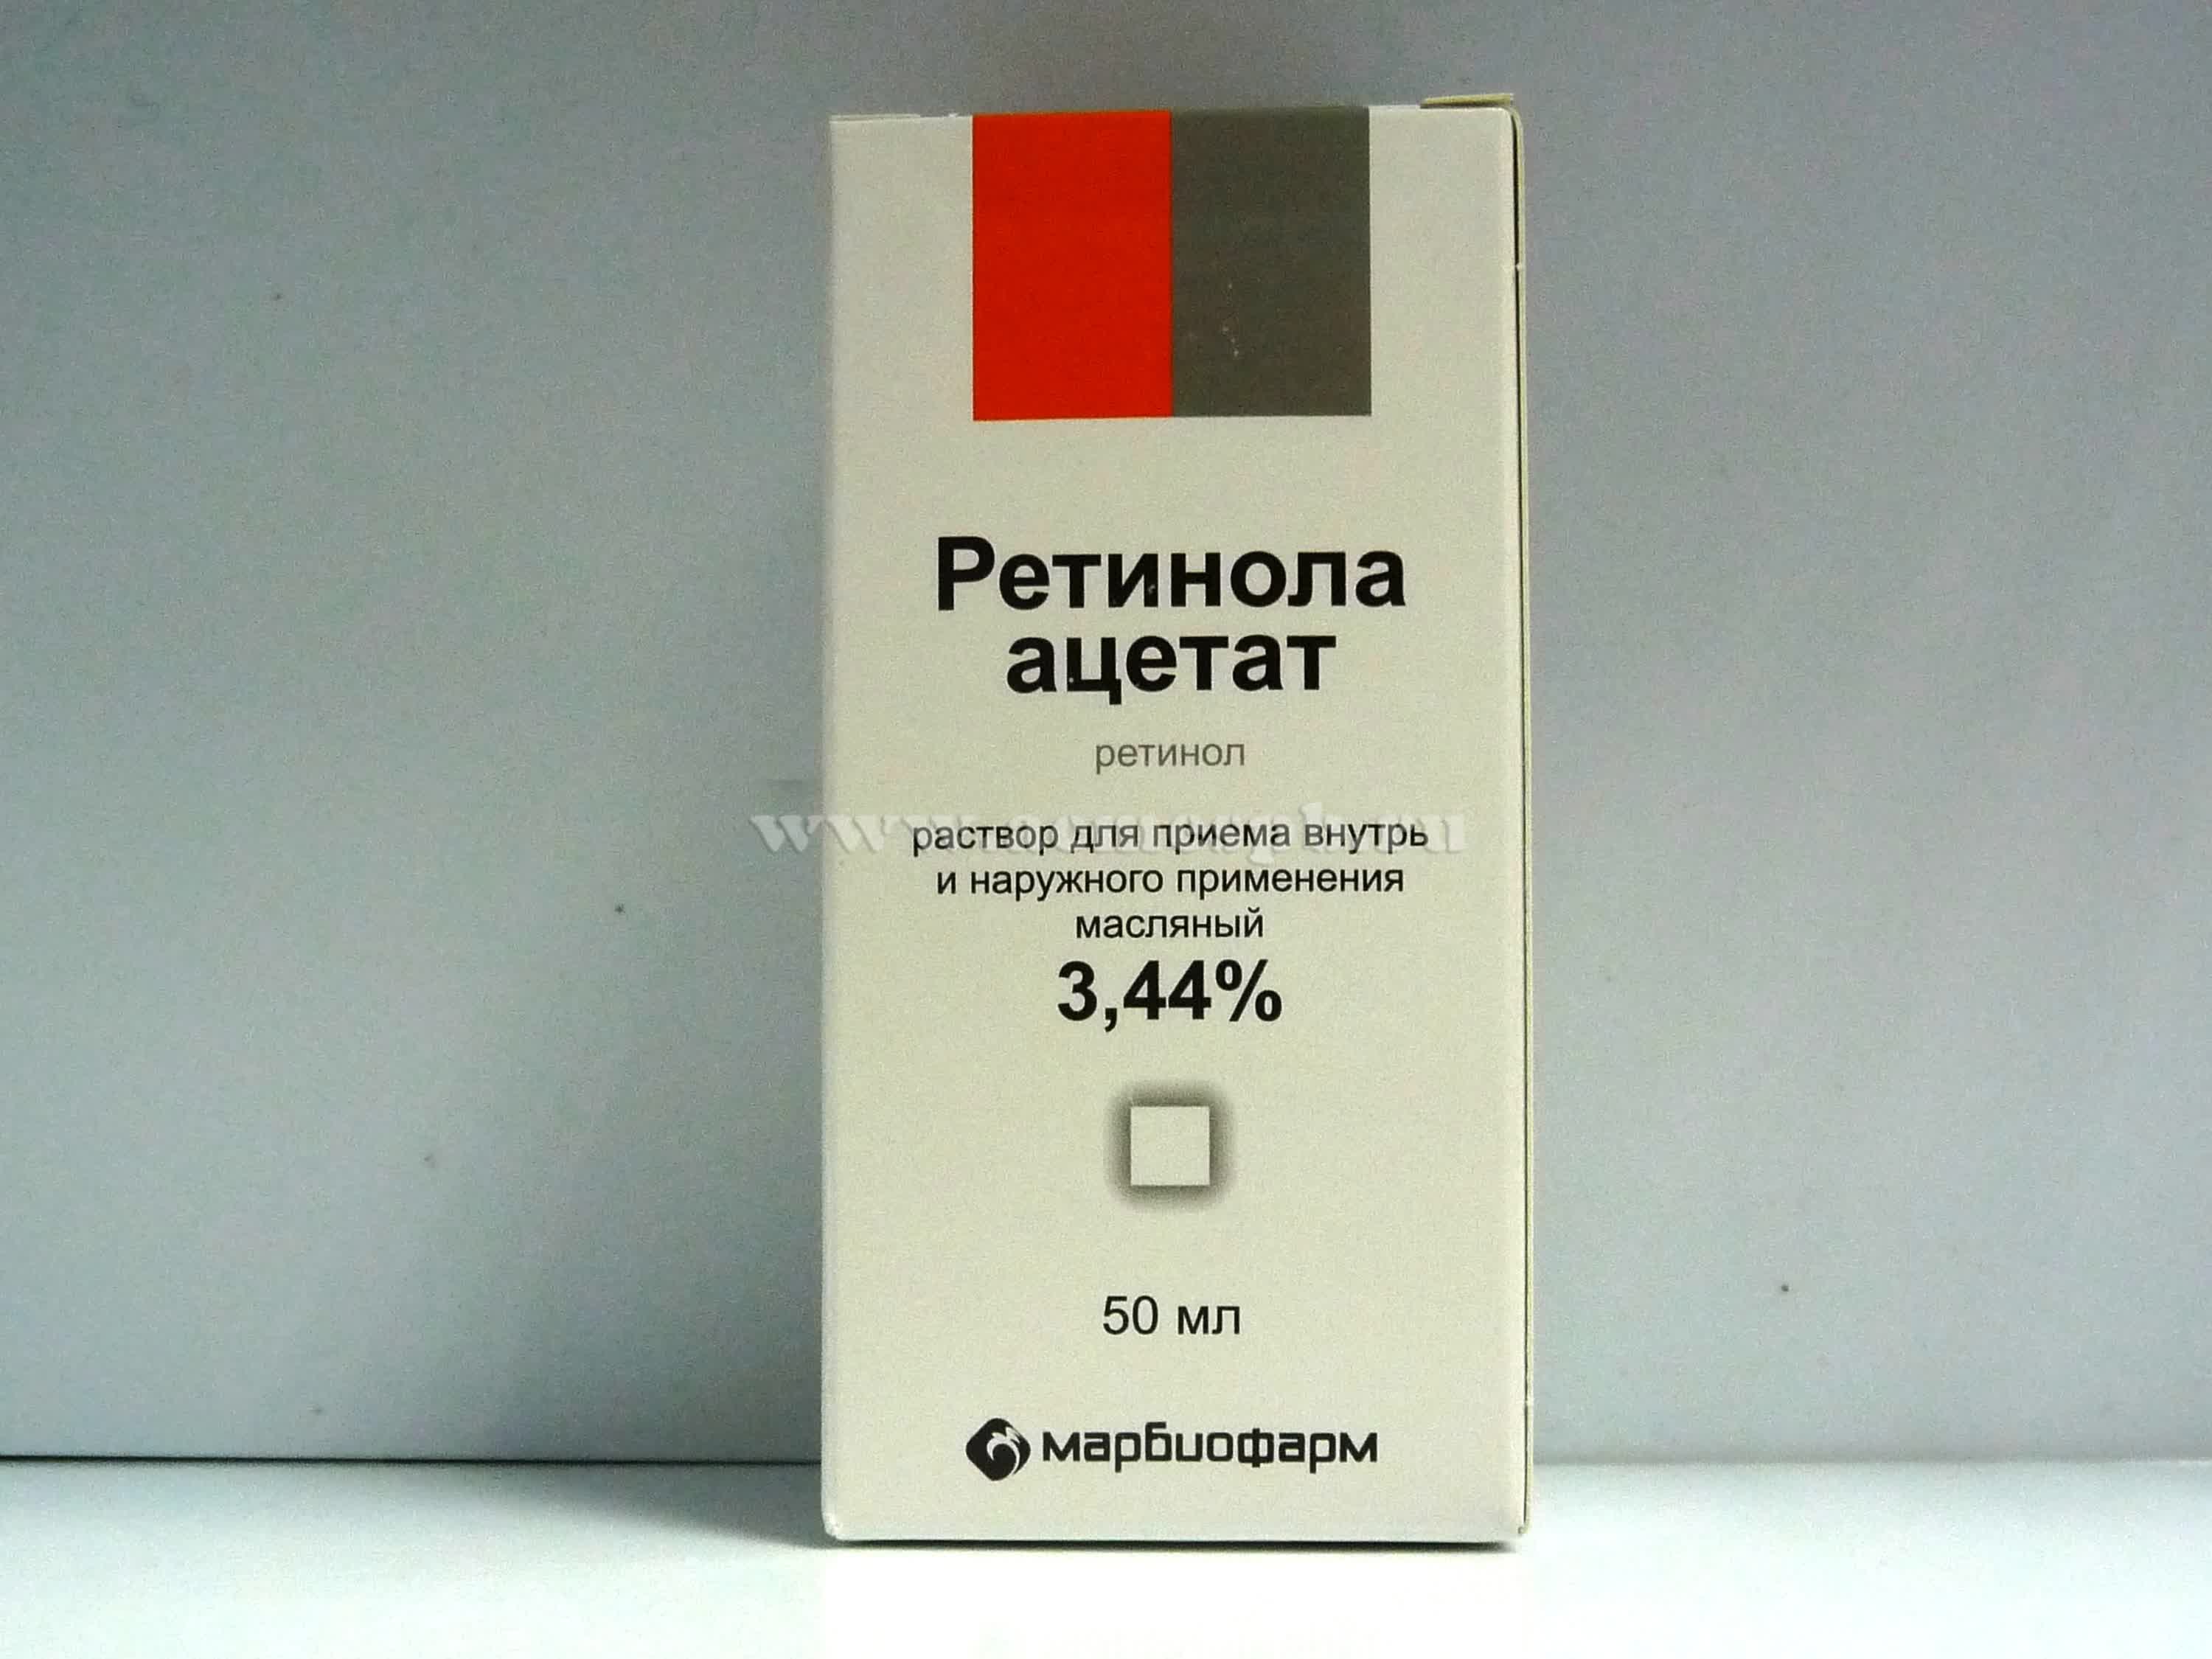 Ретинола
ацетат
ретинол
раствор для приема внутрь
и наружного применения
масляный
3,44%
50 мл
марбиофарм